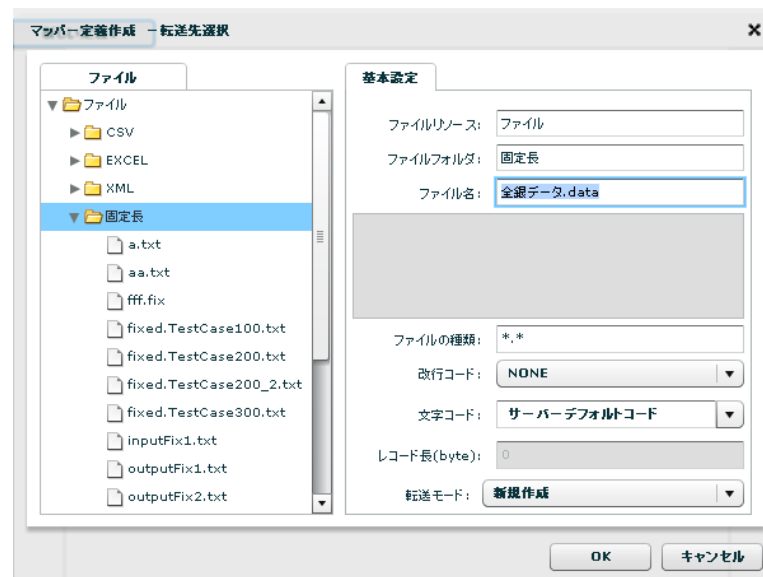 マッパー定義作成 －転送先選択
ファイル
ファイル
CSV
EXCEL
XML
固定長
a.txt
aa.txt
fff.fix
fixed.TestCase100.txt
fixed.TestCase200.txt
fixed.TestCase200_2.txt
fixed.TestCase300.txt
inputFix1.txt
outputFix1.txt
outputFix2.txt
基本設定
ファイルリソース: ファイル
ファイルフォルダ: 固定長
ファイル名: 全銀データ.data
ファイルの種類: *.*
改行コード: NONE
文字コード: サーバーデフォルトコード
レコード長(byte): 0
転送モード: 新規作成
OK キャンセル